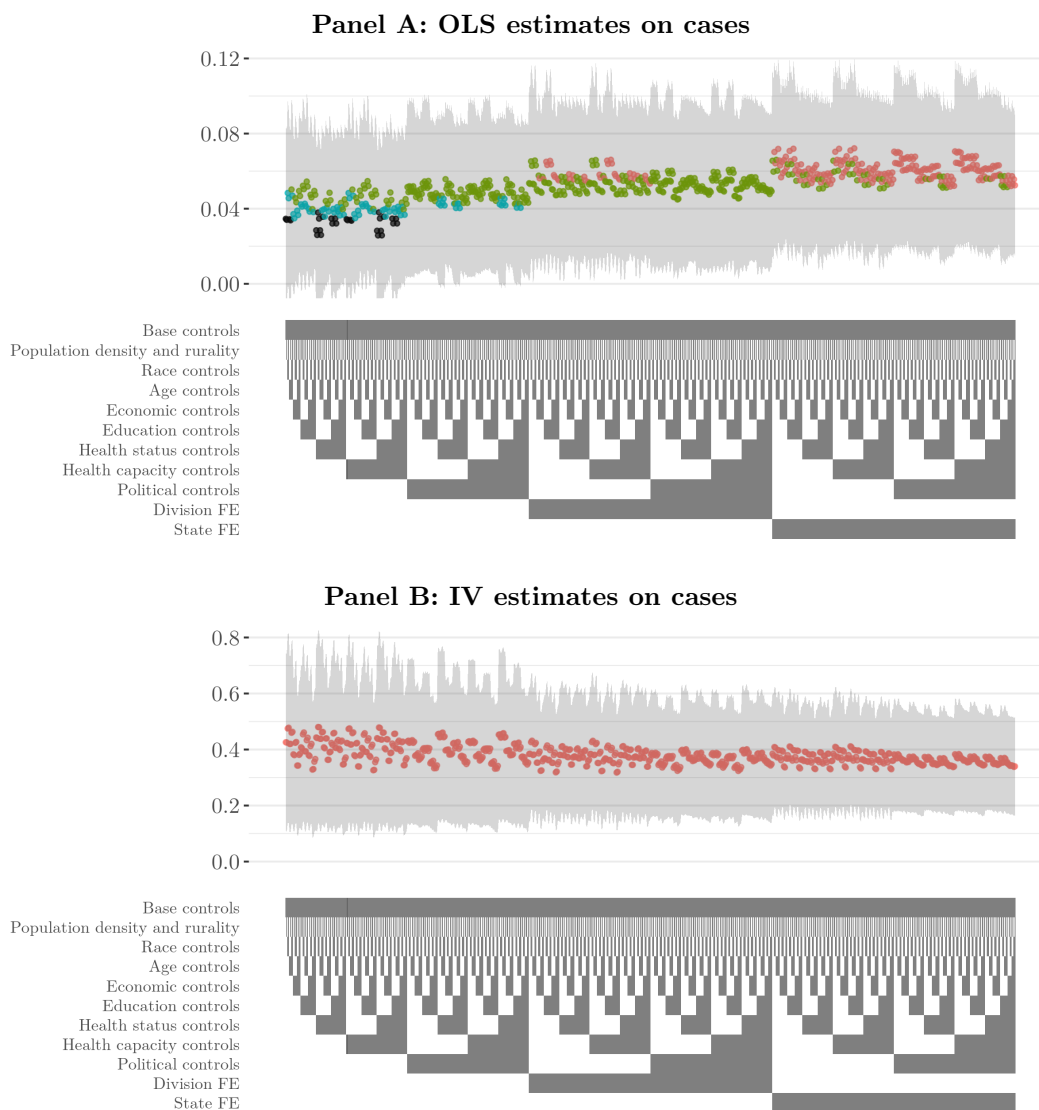 Panel A: OLS estimates on cases
0.12
0.08
0.04
0.00
Base controls
Population density and rurality
Race controls
Age controls
Economic controls
Education controls
Health status controls
Health capacity controls
Political controls
Division FE
State FE
Panel B: IV estimates on cases
0.8
0.6
0.4
0.2
0.0
Base controls
Population density and rurality
Race controls
Age controls
Economic controls
Education controls
Health status controls
Health capacity controls
Political controls
Division FE
State FE